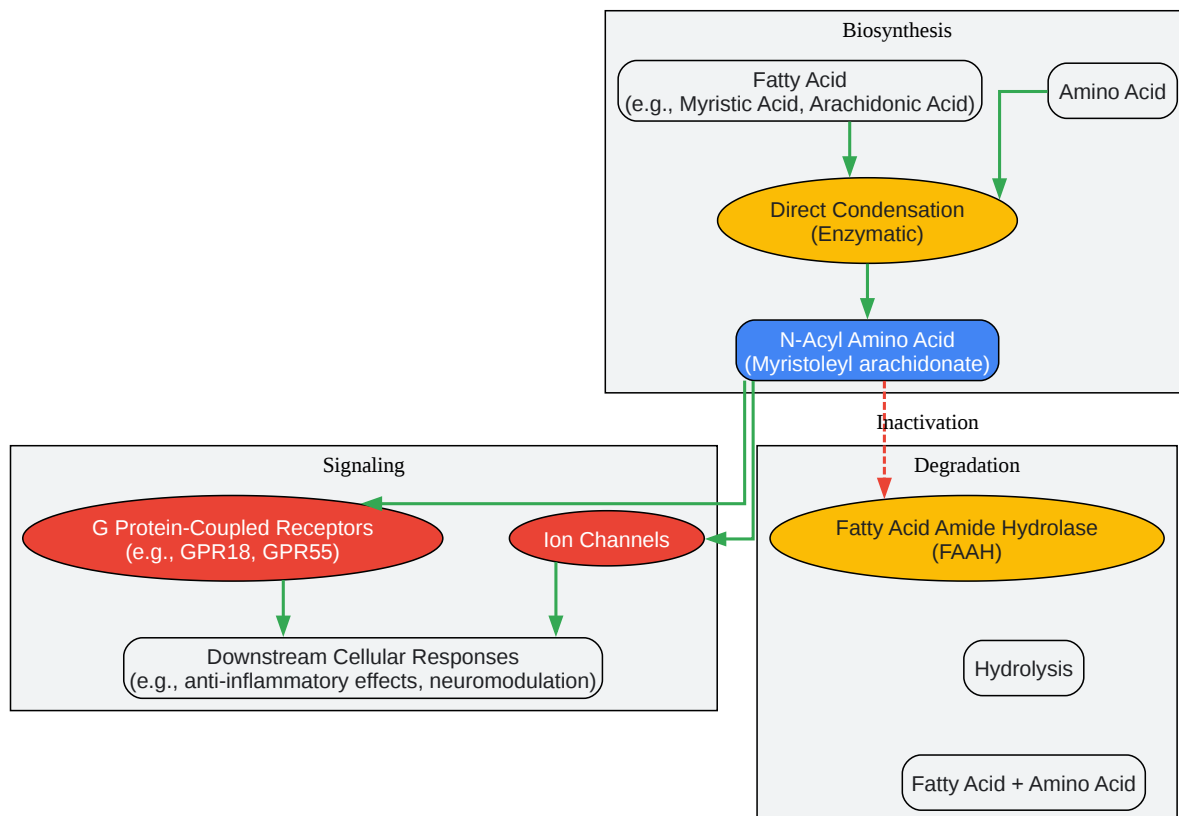 Biosynthesis
Fatty Acid
(e.g., Myristic Acid, Arachidonic Acid)
Amino Acid
Direct Condensation
(Enzymatic)
N-Acyl Amino Acid
(Myristoleyl arachidonate)
Inactivation
Signaling
G Protein-Coupled Receptors
(e.g., GPR18, GPR55)
Ion Channels
Downstream Cellular Responses
(e.g., anti-inflammatory effects, neuromodulation)
Degradation
Fatty Acid Amide Hydrolase
(FAAH)
Hydrolysis
Fatty Acid + Amino Acid